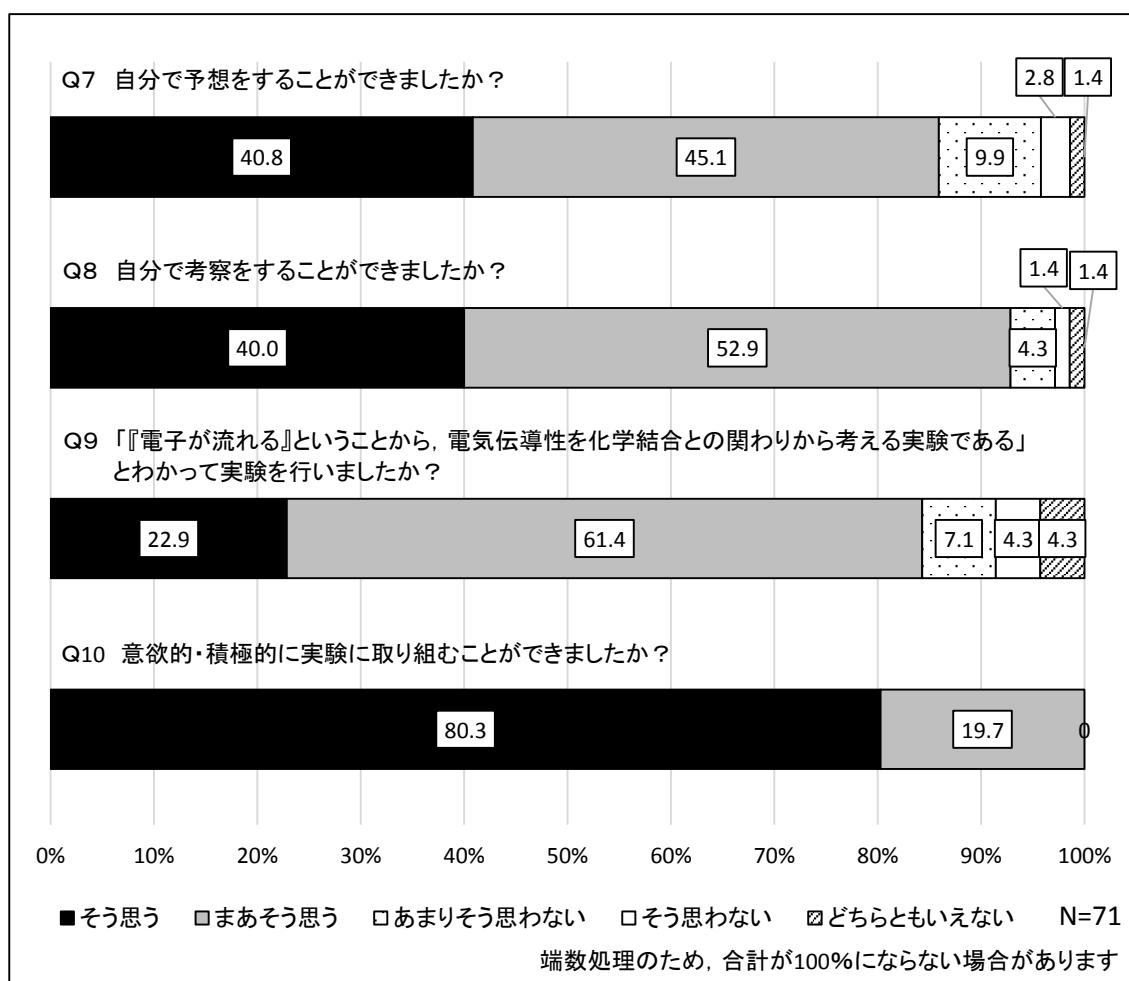 Q7 自分で予想をすることができましたか？
2.8 1.4
40.8 45.1 9.9
Q8 自分で考察をすることができましたか？
1.4 1.4
40.0 52.9 4.3
Q9 「『電子が流れる』ということから，電気伝導性を化学結合との関わりから考える実験である」
とわかって実験を行いましたか？
22.9 61.4 7.1 4.3 4.3
Q10 意欲的・積極的に実験に取り組むことができましたか？
80.3 19.7 0
0% 10% 20% 30% 40% 50% 60% 70% 80% 90% 100%
そう思う まあそう思う あまりそう思わない そう思わない どちらともいえない N=71
端数処理のため，合計が100%にならない場合があります